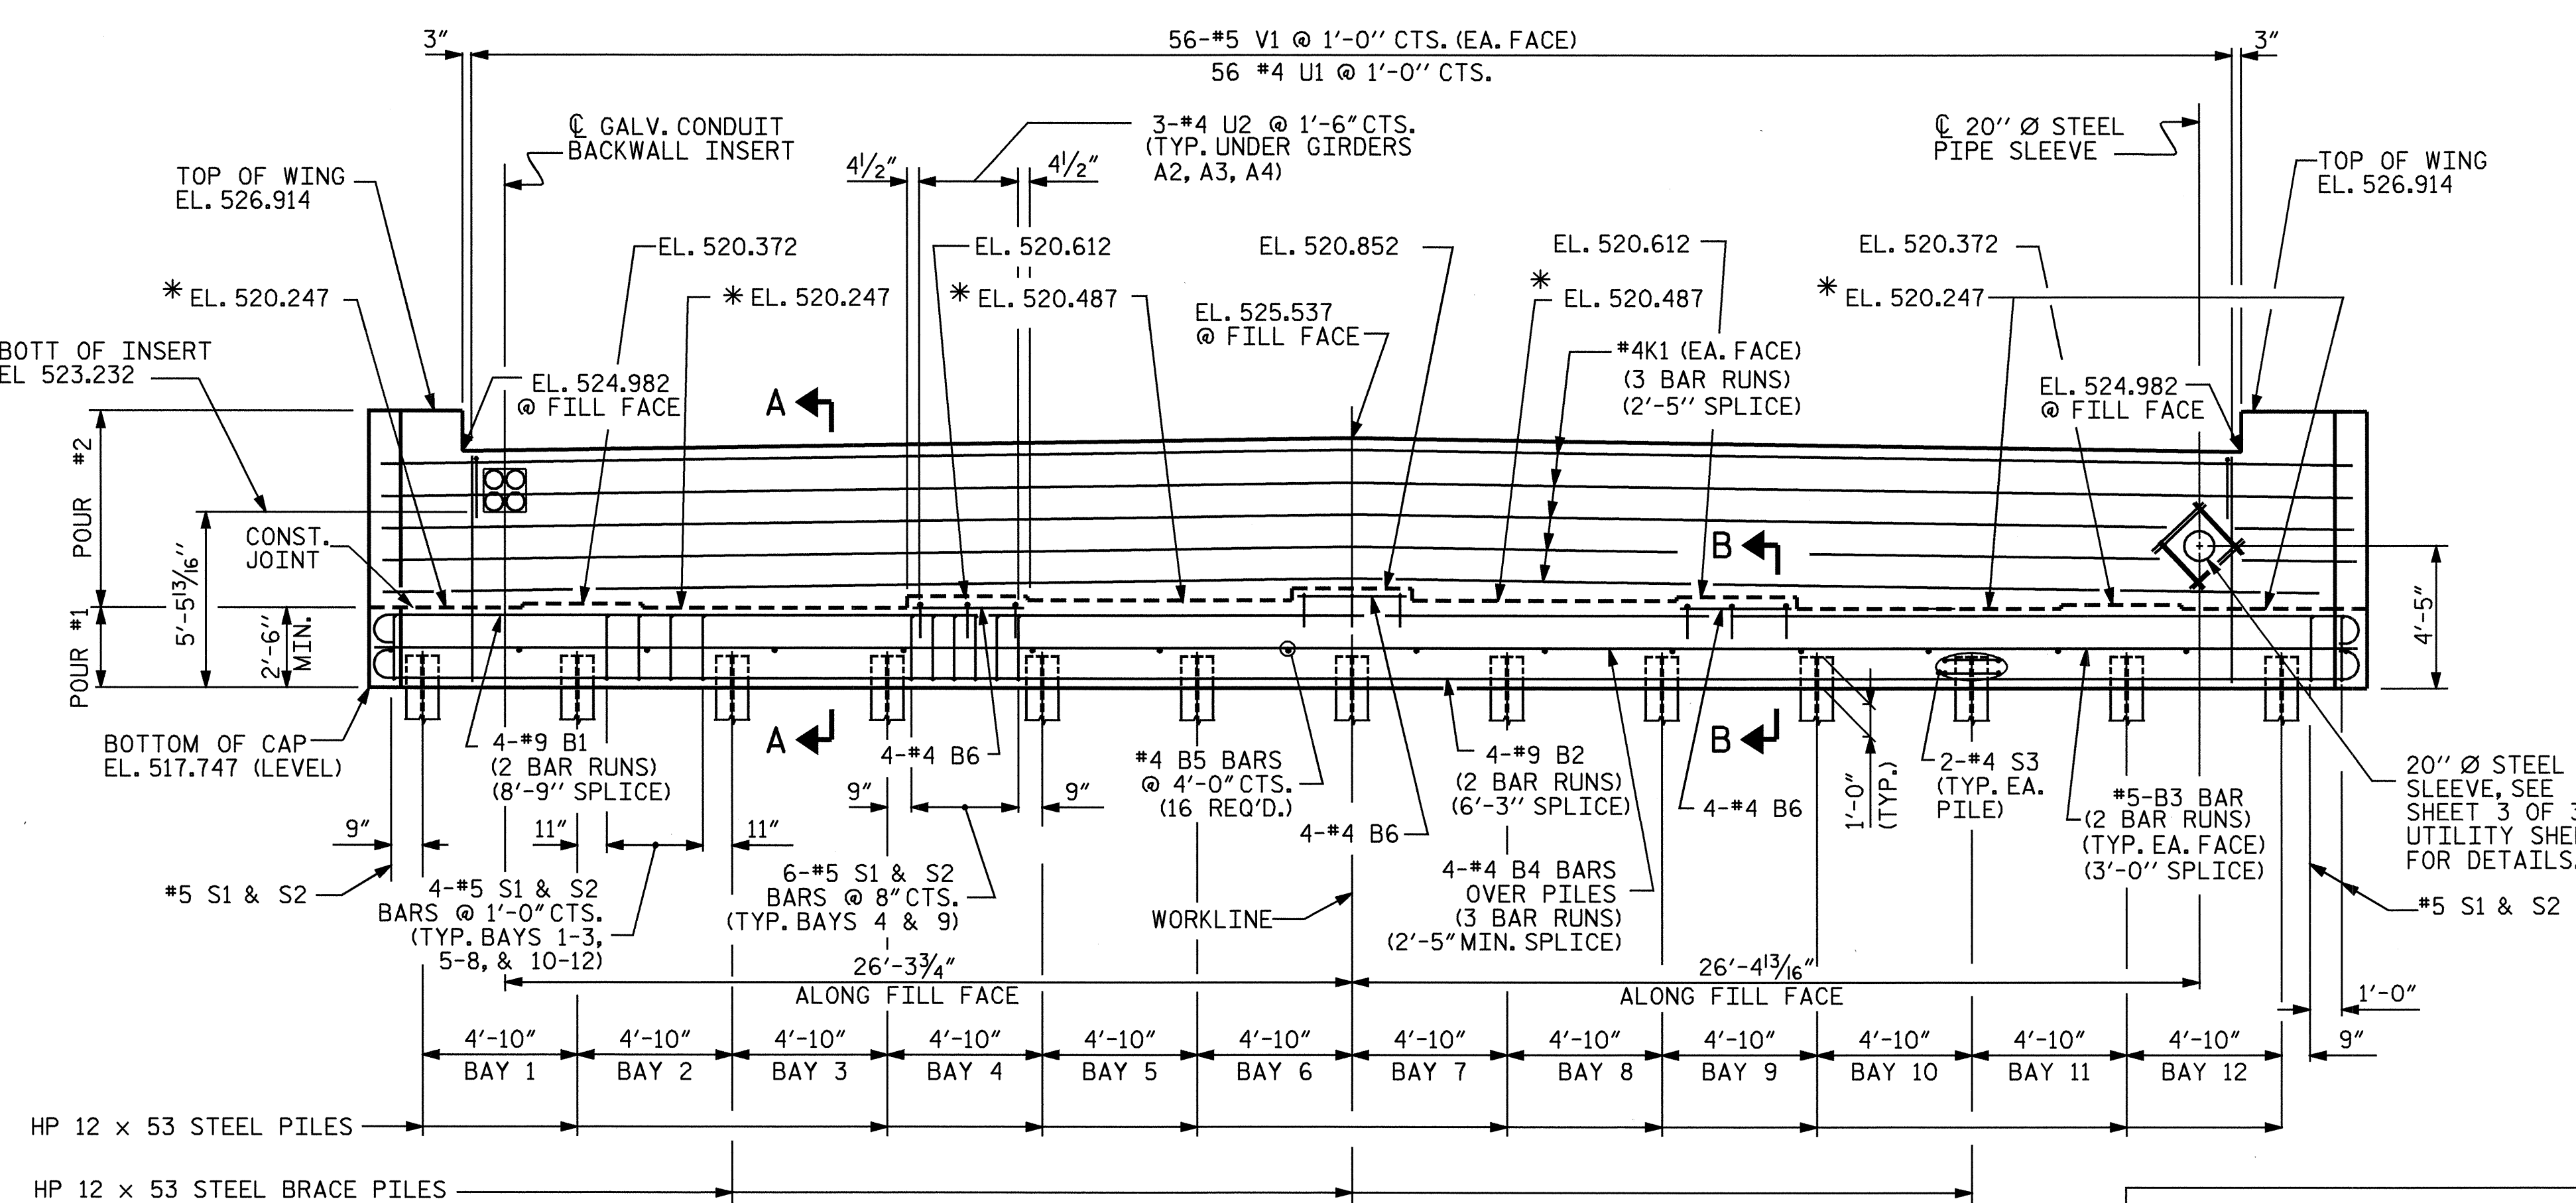 3" 56-#5 V1 @ 1'-0" CTS. (EA. FACE) 3"
56 #4 U1 @ 1'-0" CTS.
℄ GALV. CONDUIT
BACKWALL INSERT
3-#4 U2 @ 1'-6" CTS.
(TYP. UNDER GIRDERS
A2, A3, A4)
4½" 4½"
℄ 20" Ø STEEL
PIPE SLEEVE
TOP OF WING
EL. 526.914
TOP OF WING
EL. 526.914
EL. 520.372
EL. 520.612
EL. 520.852
EL. 520.612
EL. 520.372
* EL. 520.247
* EL. 520.247
* EL. 520.487
* EL. 520.487
* EL. 520.247
EL. 525.537
@ FILL FACE
#4K1 (EA. FACE)
(3 BAR RUNS)
(2'-5" SPLICE)
BOTT OF INSERT
EL 523.232
EL. 524.982
@ FILL FACE
A
EL. 524.982
@ FILL FACE
POUR #2
CONST.
JOINT
B
5'-5 13/16"
POUR #1
2'-6"
MIN.
4'-5"
BOTTOM OF CAP
EL. 517.747 (LEVEL)
4-#9 B1
(2 BAR RUNS)
(8'-9" SPLICE)
A
4-#4 B6
#4 B5 BARS
@ 4'-0" CTS.
(16 REQ'D.)
4-#4 B6
4-#9 B2
(2 BAR RUNS)
(6'-3" SPLICE)
B
4-#4 B6
1'-0"
(TYP.)
2-#4 S3
(TYP. EA.
PILE)
#5-B3 BAR
(2 BAR RUNS)
(TYP. EA. FACE)
(3'-0" SPLICE)
20" Ø STEEL
SLEEVE, SEE
SHEET 3 OF 3
UTILITY SHE
FOR DETAILS.
9" 11" 11" 9" 9"
#5 S1 & S2
4-#5 S1 & S2
BARS @ 1'-0" CTS.
(TYP. BAYS 1-3,
5-8, & 10-12)
6-#5 S1 & S2
BARS @ 8" CTS.
(TYP. BAYS 4 & 9)
WORKLINE
4-#4 B4 BARS
OVER PILES
(3 BAR RUNS)
(2'-5" MIN. SPLICE)
#5 S1 & S2
26'-3¾"
ALONG FILL FACE
26'-4 13/16"
ALONG FILL FACE
1'-0"
9"
4'-10" 4'-10" 4'-10" 4'-10" 4'-10" 4'-10" 4'-10" 4'-10" 4'-10" 4'-10" 4'-10" 4'-10"
BAY 1 BAY 2 BAY 3 BAY 4 BAY 5 BAY 6 BAY 7 BAY 8 BAY 9 BAY 10 BAY 11 BAY 12
HP 12 x 53 STEEL PILES
HP 12 x 53 STEEL BRACE PILES